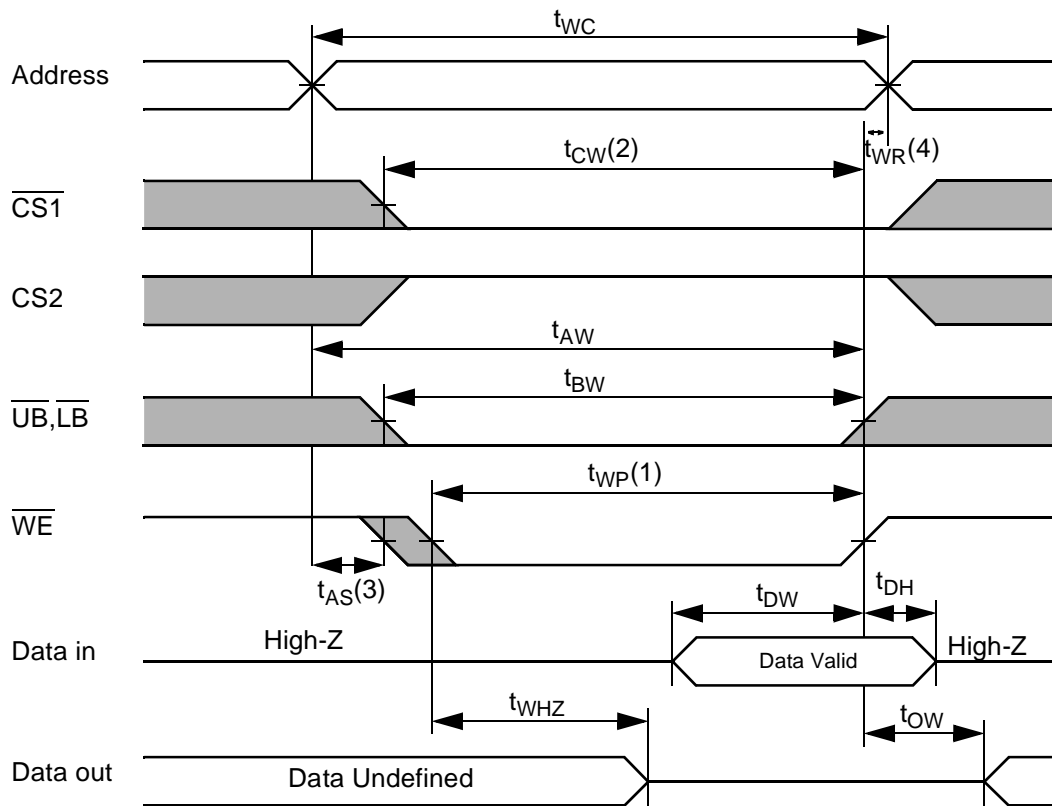 tWC
Address
tCW(2)
tWR(4)
CS1
CS2
tAW
tBW
UB,LB
tWP(1)
WE
tAS(3)
tDW
tDH
Data in
High-Z
Data Valid
High-Z
tWHZ
tOW
Data out
Data Undefined